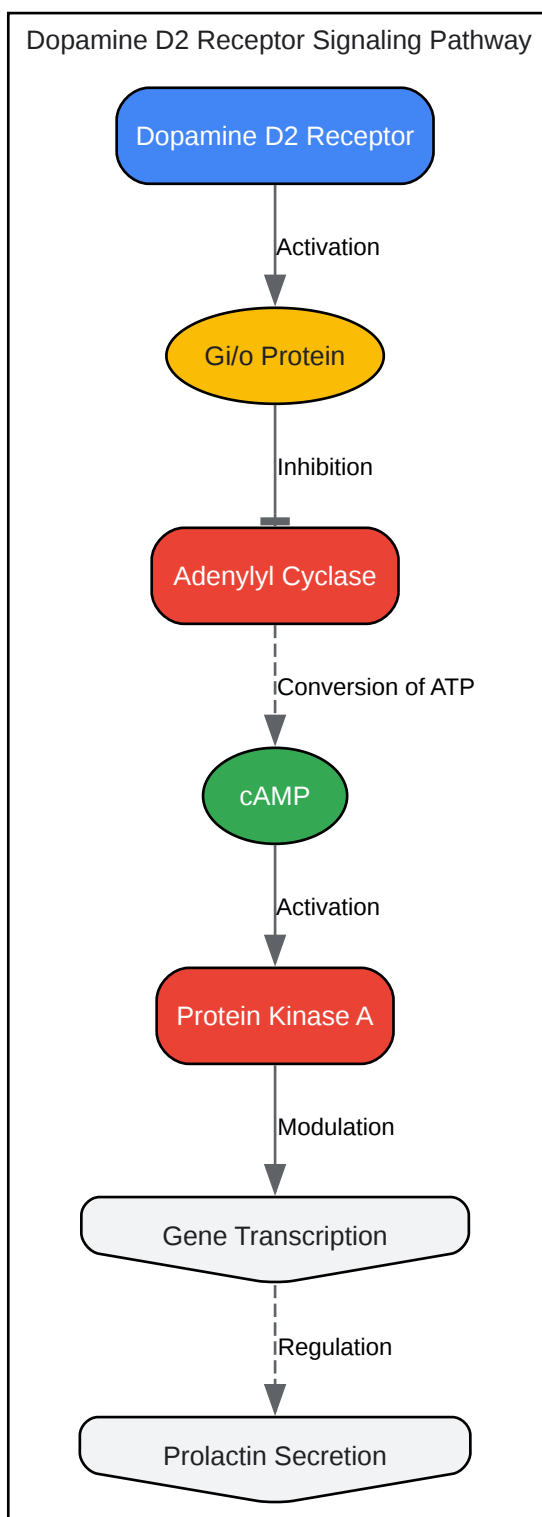 Dopamine D2 Receptor Signaling Pathway
Dopamine D2 Receptor
Activation
Gi/o Protein
Inhibition
Adenylyl Cyclase
Conversion of ATP
cAMP
Activation
Protein Kinase A
Modulation
Gene Transcription
Regulation
Prolactin Secretion